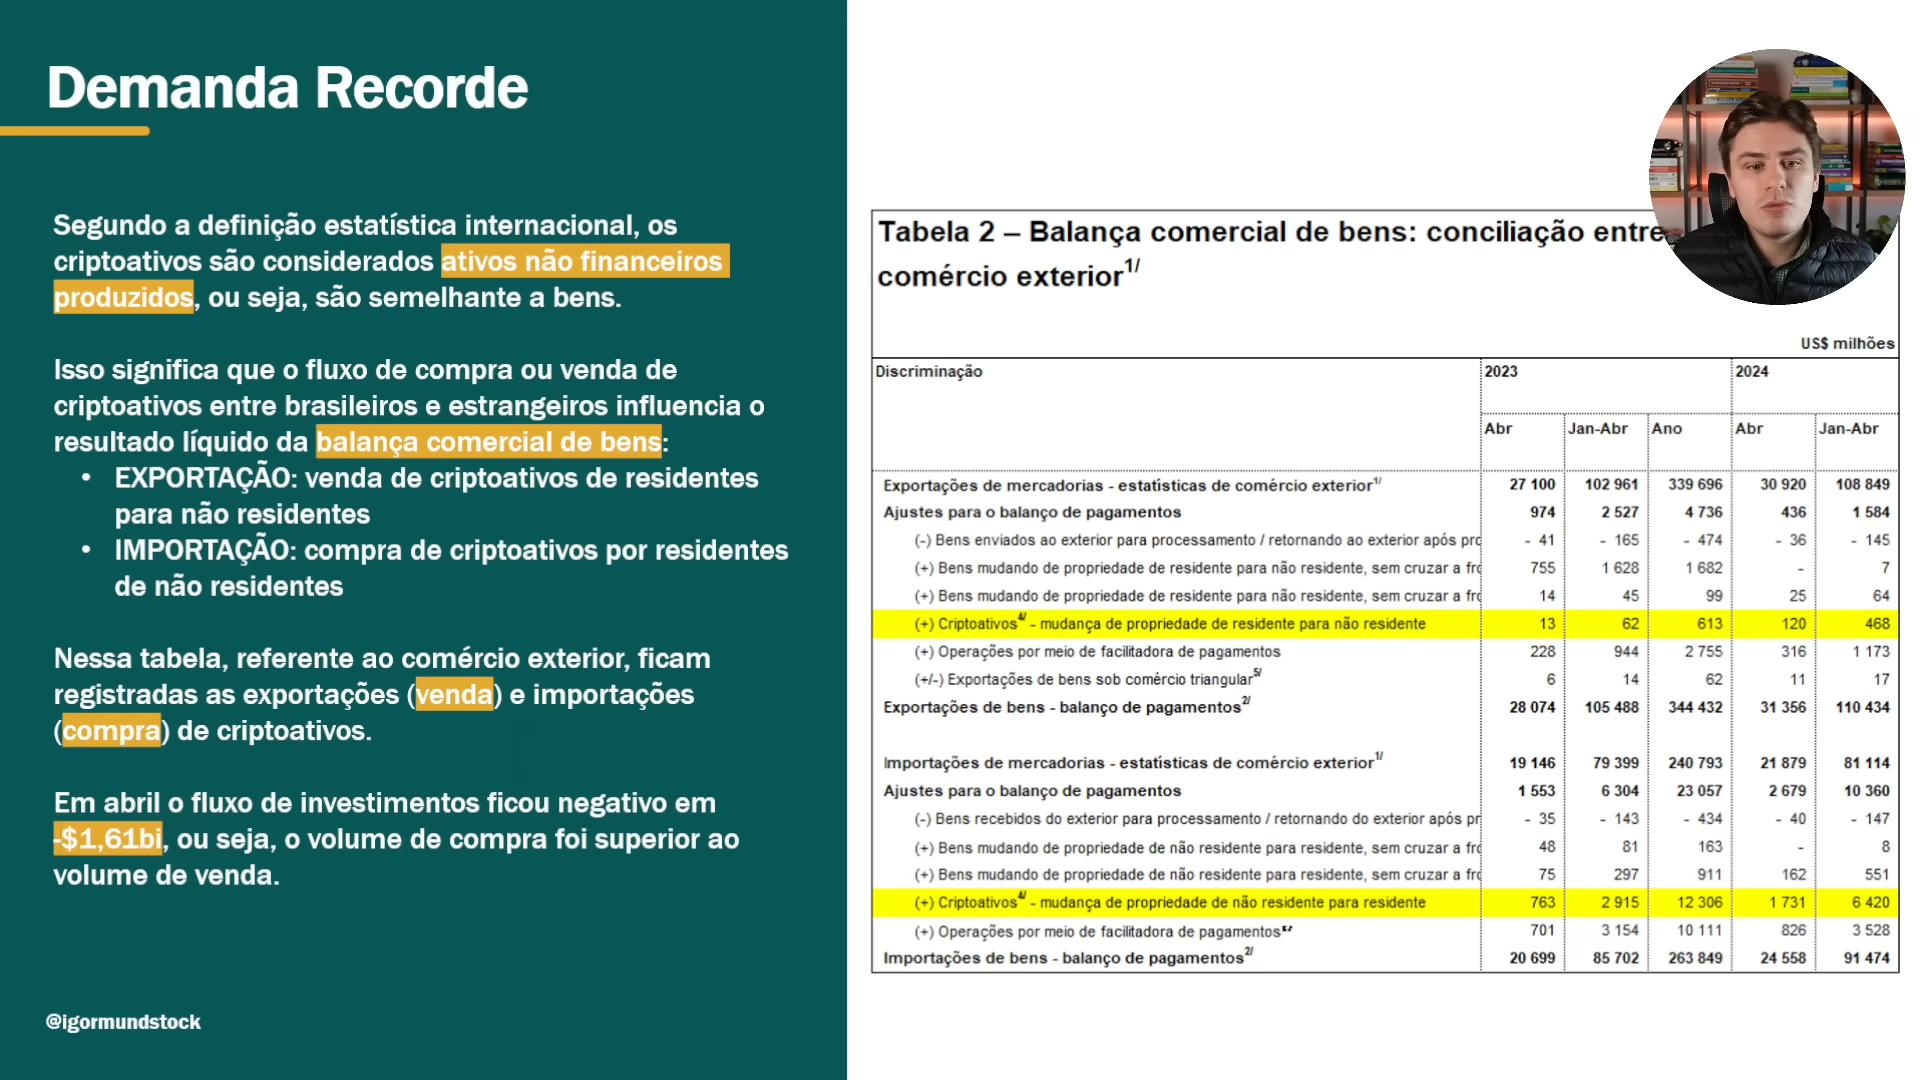 Demanda Recorde
Segundo a definição estatística internacional, os
criptoativos são considerados ativos não financeiros
produzidos, ou seja, são semelhante a bens.
Isso significa que o fluxo de compra ou venda de
criptoativos entre brasileiros e estrangeiros influencia o
resultado líquido da balança comercial de bens:
• EXPORTAÇÃO: venda de criptoativos de residentes
para não residentes
• IMPORTAÇÃO: compra de criptoativos por residentes
de não residentes
Nessa tabela, referente ao comércio exterior, ficam
registradas as exportações (venda) e importações
(compra) de criptoativos.
Em abril o fluxo de investimentos ficou negativo em
-$1,61bi, ou seja, o volume de compra foi superior ao
volume de venda.
@igormundstock
Tabela 2 – Balança comercial de bens: conciliação entre
comércio exterior1/
US$ milhões
Discriminação 2023 2024
Abr Jan-Abr Ano Abr Jan-Abr
Exportações de mercadorias - estatísticas de comércio exterior1/ 27 100 102 961 339 696 30 920 108 849
Ajustes para o balanço de pagamentos 974 2 527 4 736 436 1 584
(-) Bens enviados ao exterior para processamento / retornando ao exterior após pro - 41 - 165 - 474 - 36 - 145
(+) Bens mudando de propriedade de residente para não residente, sem cruzar a fro 755 1 628 1 682 - 7
(+) Bens mudando de propriedade de residente para não residente, sem cruzar a fro 14 45 99 25 64
(+) Criptoativos4/ - mudança de propriedade de residente para não residente 13 62 613 120 468
(+) Operações por meio de facilitadora de pagamentos 228 944 2 755 316 1 173
(+/-) Exportações de bens sob comércio triangular5/ 6 14 62 11 17
Exportações de bens - balanço de pagamentos2/ 28 074 105 488 344 432 31 356 110 434
Importações de mercadorias - estatísticas de comércio exterior1/ 19 146 79 399 240 793 21 879 81 114
Ajustes para o balanço de pagamentos 1 553 6 304 23 057 2 679 10 360
(-) Bens recebidos do exterior para processamento / retornando do exterior após pr - 35 - 143 - 434 - 40 - 147
(+) Bens mudando de propriedade de não residente para residente, sem cruzar a fro 48 81 163 - 8
(+) Bens mudando de propriedade de não residente para residente, sem cruzar a fro 75 297 911 162 551
(+) Criptoativos4/ - mudança de propriedade de não residente para residente 763 2 915 12 306 1 731 6 420
(+) Operações por meio de facilitadora de pagamentos 701 3 154 10 111 826 3 528
Importações de bens - balanço de pagamentos2/ 20 699 85 702 263 849 24 558 91 474